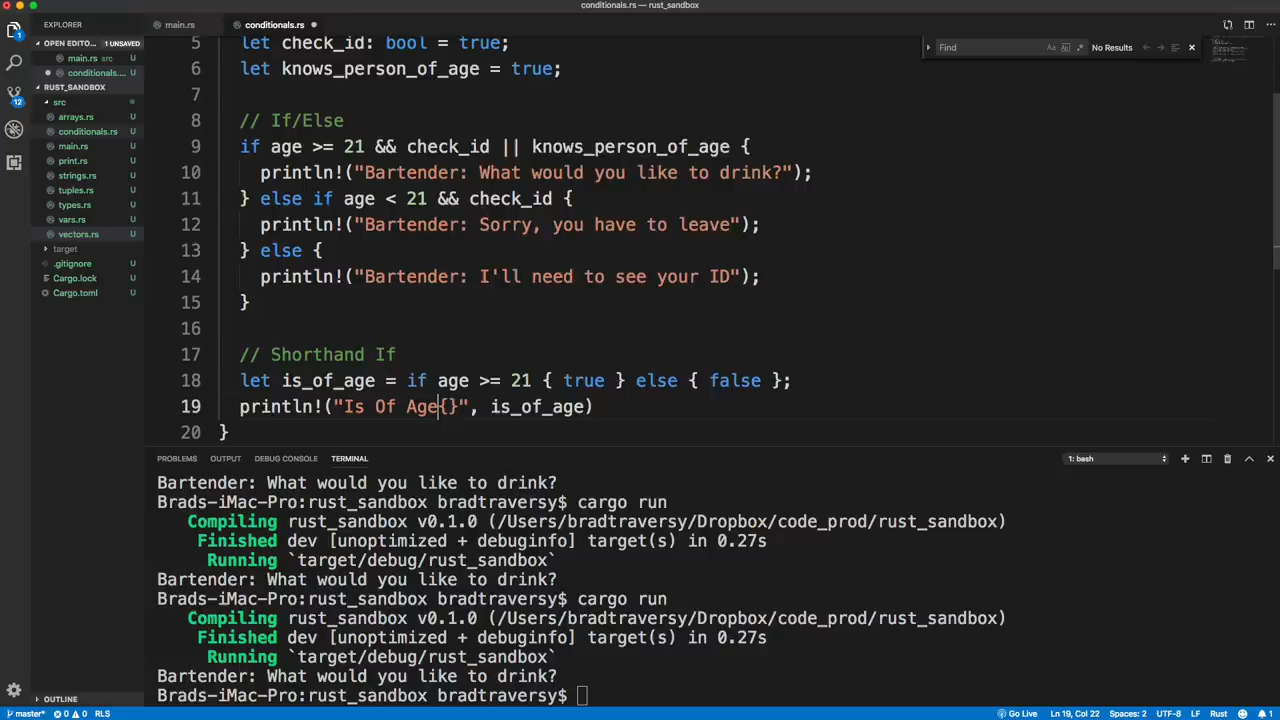 conditionals.rs — rust_sandbox
EXPLORER
main.rs
conditionals.rs
OPEN EDITO... 1 UNSAVED
main.rs src U
conditionals.... U
RUST_SANDBOX
src
arrays.rs U
conditionals.rs U
main.rs U
print.rs U
strings.rs U
tuples.rs U
types.rs U
vars.rs U
vectors.rs U
target
.gitignore U
Cargo.lock U
Cargo.toml U
OUTLINE
1
12
Find
Aa
No Results
5 let check_id: bool = true;
6 let knows_person_of_age = true;
7
8 // If/Else
9 if age >= 21 && check_id || knows_person_of_age {
10 println!("Bartender: What would you like to drink?");
11 } else if age < 21 && check_id {
12 println!("Bartender: Sorry, you have to leave");
13 } else {
14 println!("Bartender: I'll need to see your ID");
15 }
16
17 // Shorthand If
18 let is_of_age = if age >= 21 { true } else { false };
19 println!("Is Of Age{}", is_of_age)
20 }
PROBLEMS OUTPUT DEBUG CONSOLE TERMINAL 1: bash
Bartender: What would you like to drink?
Brads-iMac-Pro:rust_sandbox bradtraversy$ cargo run
Compiling rust_sandbox v0.1.0 (/Users/bradtraversy/Dropbox/code_prod/rust_sandbox)
Finished dev [unoptimized + debuginfo] target(s) in 0.27s
Running `target/debug/rust_sandbox`
Bartender: What would you like to drink?
Brads-iMac-Pro:rust_sandbox bradtraversy$ cargo run
Compiling rust_sandbox v0.1.0 (/Users/bradtraversy/Dropbox/code_prod/rust_sandbox)
Finished dev [unoptimized + debuginfo] target(s) in 0.27s
Running `target/debug/rust_sandbox`
Bartender: What would you like to drink?
Brads-iMac-Pro:rust_sandbox bradtraversy$
master* 0 0 RLS Go Live Ln 19, Col 22 Spaces: 2 UTF-8 LF Rust 1